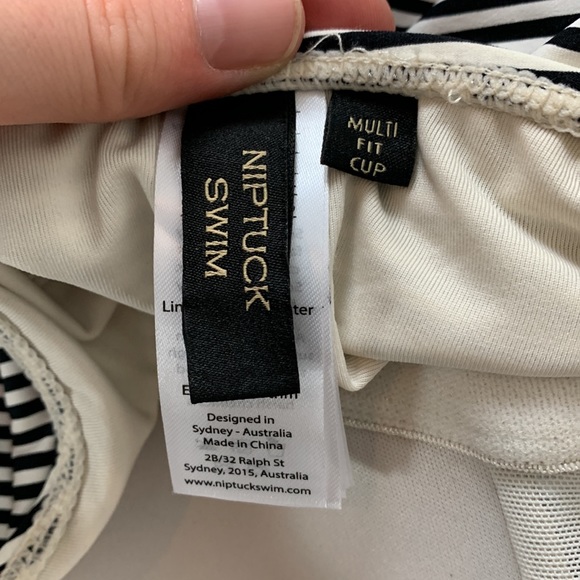 NIPTUCK
SWIM
MULTI
FIT
CUP
Designed in
Sydney - Australia
Made in China
2B/32 Ralph St
Sydney, 2015, Australia
www.niptuckswim.com